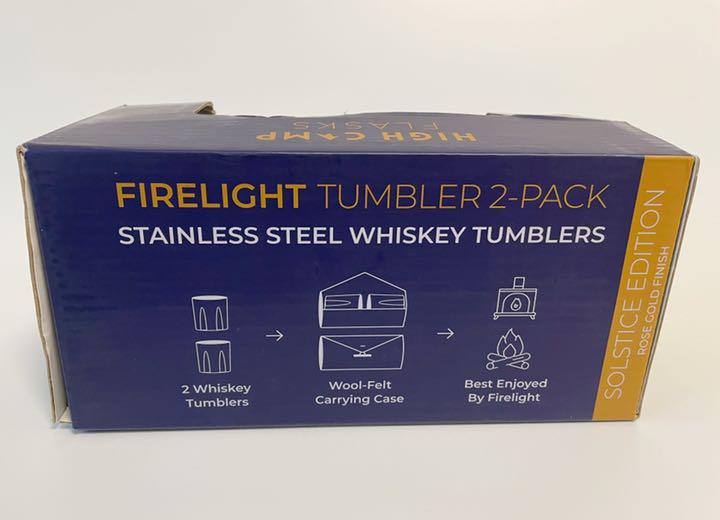 HIGH CAMP
FLASKS
FIRELIGHT TUMBLER 2-PACK
STAINLESS STEEL WHISKEY TUMBLERS
2 Whiskey
Tumblers
Wool-Felt
Carrying Case
Best Enjoyed
By Firelight
SOLSTICE EDITION
ROSE GOLD FINISH